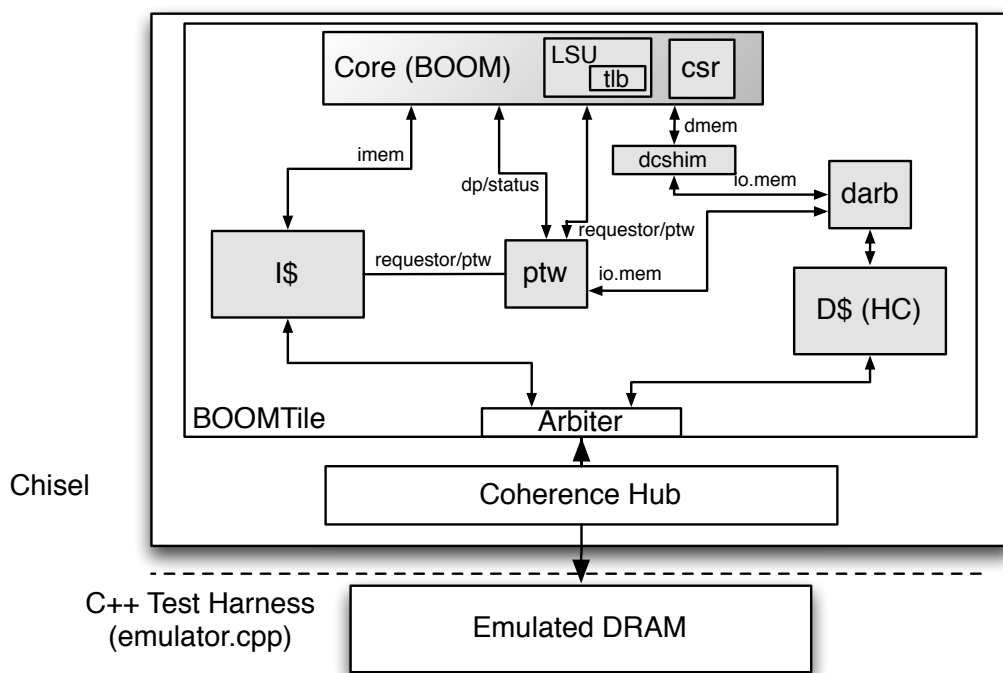 Core (BOOM)
LSU
tlb
csr
imem
dmem
dcshim
dp/status
io.mem
darb
requestor/ptw
requestor/ptw
I$
ptw
io.mem
D$ (HC)
BOOMTile
Arbiter
Chisel
Coherence Hub
C++ Test Harness
(emulator.cpp)
Emulated DRAM